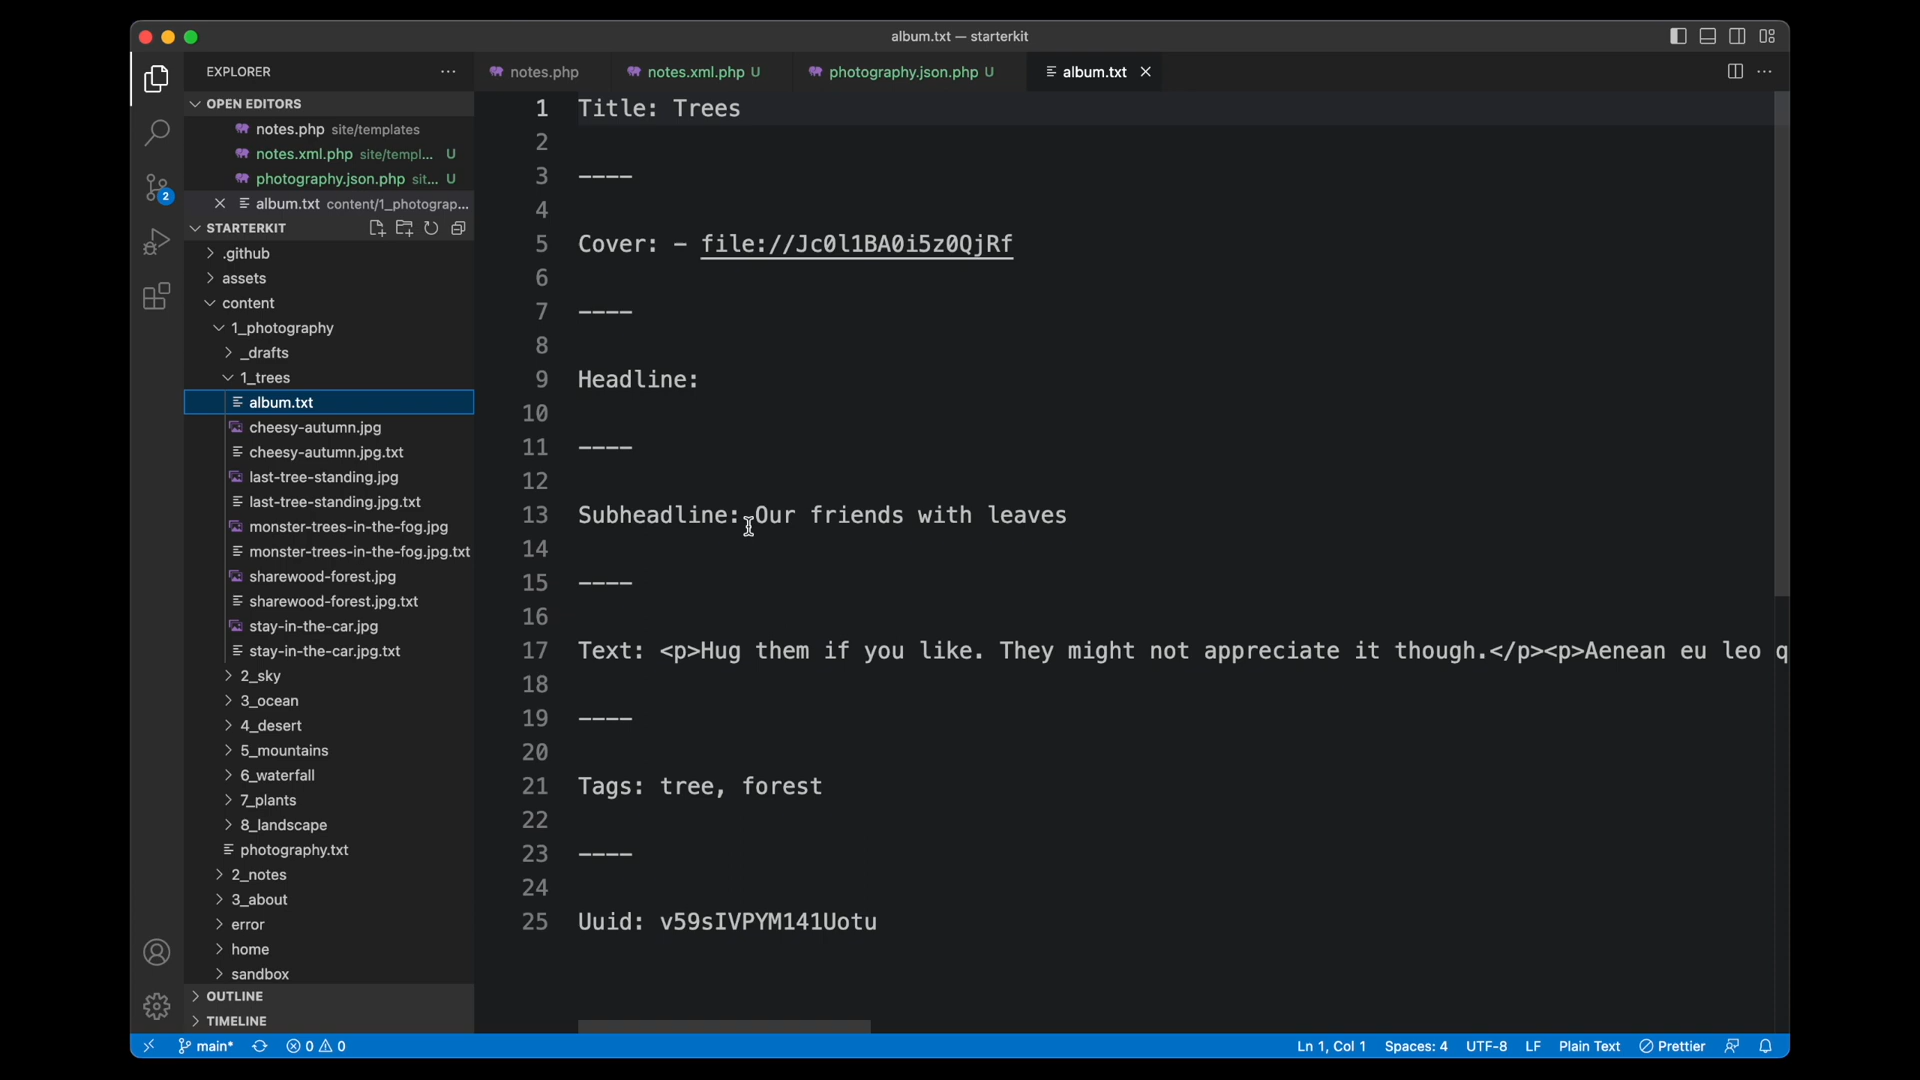 album.txt — starterkit
EXPLORER
notes.php
notes.xml.php U
photography.json.php U
album.txt
OPEN EDITORS
notes.php site/templates
notes.xml.php site/templ... U
photography.json.php sit... U
album.txt content/1_photograp...
STARTERKIT
.github
assets
content
1_photography
_drafts
1_trees
album.txt
cheesy-autumn.jpg
cheesy-autumn.jpg.txt
last-tree-standing.jpg
last-tree-standing.jpg.txt
monster-trees-in-the-fog.jpg
monster-trees-in-the-fog.jpg.txt
sharewood-forest.jpg
sharewood-forest.jpg.txt
stay-in-the-car.jpg
stay-in-the-car.jpg.txt
2_sky
3_ocean
4_desert
5_mountains
6_waterfall
7_plants
8_landscape
photography.txt
2_notes
3_about
error
home
sandbox
OUTLINE
TIMELINE
2
1 Title: Trees
2
3 ----
4
5 Cover: - file://Jc0l1BA0i5z0QjRf
6
7 ----
8
9 Headline:
10
11 ----
12
13 Subheadline: Our friends with leaves
14
15 ----
16
17 Text: <p>Hug them if you like. They might not appreciate it though.</p><p>Aenean eu leo q
18
19 ----
20
21 Tags: tree, forest
22
23 ----
24
25 Uuid: v59sIVPYM141Uotu
main* 0 0
Ln 1, Col 1 Spaces: 4 UTF-8 LF Plain Text Prettier